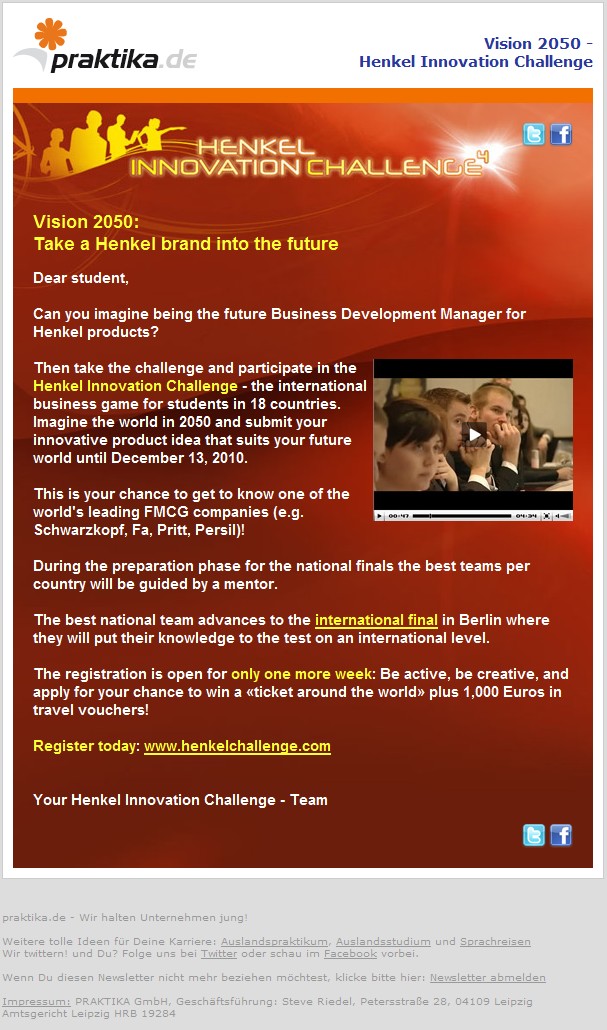 praktika.de
Vision 2050 -
Henkel Innovation Challenge
HENKEL
INNOVATION CHALLENGE 4
Vision 2050:
Take a Henkel brand into the future
Dear student,
Can you imagine being the future Business Development Manager for
Henkel products?
Then take the challenge and participate in the
Henkel Innovation Challenge - the international
business game for students in 18 countries.
Imagine the world in 2050 and submit your
innovative product idea that suits your future
world until December 13, 2010.
00:47 04:34
This is your chance to get to know one of the
world's leading FMCG companies (e.g.
Schwarzkopf, Fa, Pritt, Persil)!
During the preparation phase for the national finals the best teams per
country will be guided by a mentor.
The best national team advances to the international final in Berlin where
they will put their knowledge to the test on an international level.
The registration is open for only one more week: Be active, be creative, and
apply for your chance to win a «ticket around the world» plus 1,000 Euros in
travel vouchers!
Register today: www.henkelchallenge.com
Your Henkel Innovation Challenge - Team
praktika.de - Wir halten Unternehmen jung!
Weitere tolle Ideen für Deine Karriere: Auslandspraktikum, Auslandsstudium und Sprachreisen
Wir twittern! und Du? Folge uns bei Twitter oder schau im Facebook vorbei.
Wenn Du diesen Newsletter nicht mehr beziehen möchtest, klicke bitte hier: Newsletter abmelden
Impressum: PRAKTIKA GmbH, Geschäftsführung: Steve Riedel, Petersstraße 28, 04109 Leipzig
Amtsgericht Leipzig HRB 19284